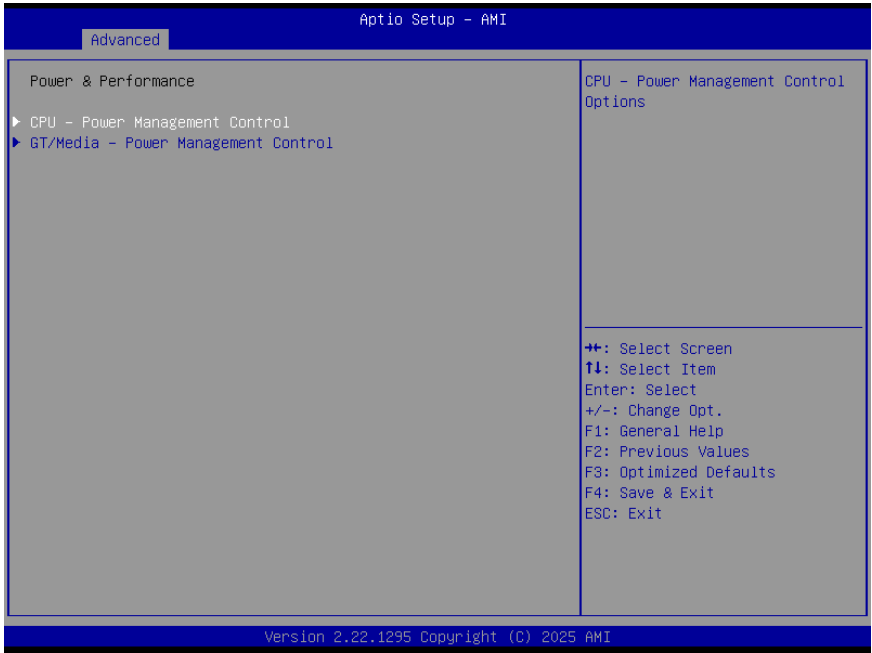 Aptio Setup – AMI
Advanced
Power & Performance
CPU – Power Management Control
GT/Media – Power Management Control
CPU – Power Management Control
Options
→←: Select Screen
↑↓: Select Item
Enter: Select
+/-: Change Opt.
F1: General Help
F2: Previous Values
F3: Optimized Defaults
F4: Save & Exit
ESC: Exit
Version 2.22.1295 Copyright (C) 2025 AMI